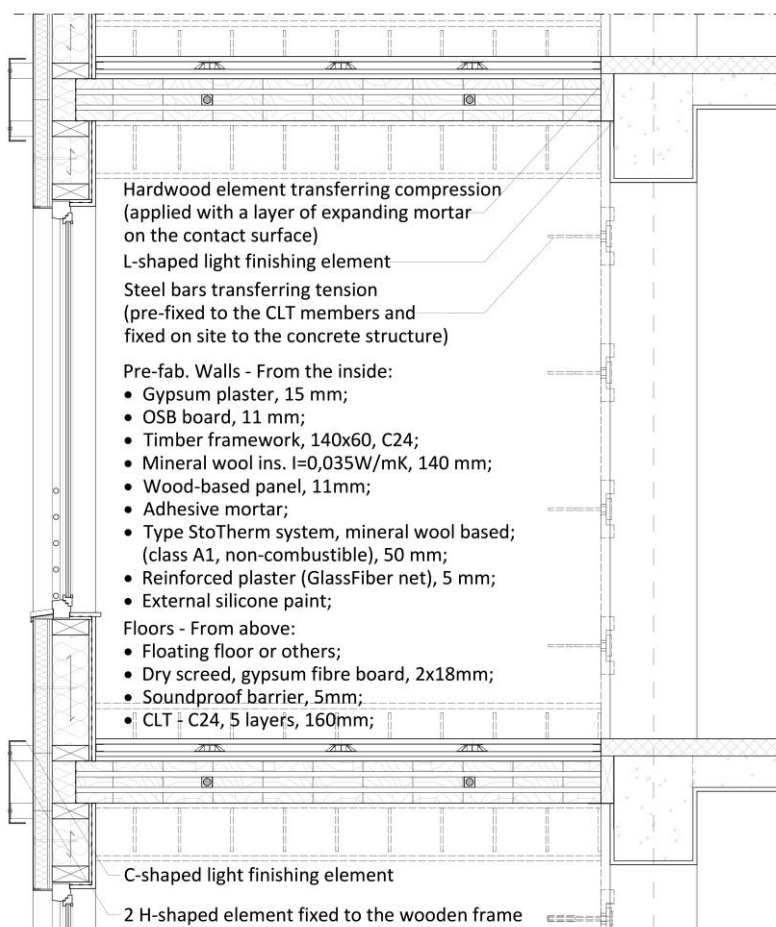 Hardwood element transferring compression
(applied with a layer of expanding mortar
on the contact surface)
L-shaped light finishing element
Steel bars transferring tension
(pre-fixed to the CLT members and
fixed on site to the concrete structure)
Pre-fab. Walls - From the inside:
• Gypsum plaster, 15 mm;
• OSB board, 11 mm;
• Timber framework, 140x60, C24;
• Mineral wool ins. I=0,035W/mK, 140 mm;
• Wood-based panel, 11mm;
• Adhesive mortar;
• Type StoTherm system, mineral wool based;
(class A1, non-combustible), 50 mm;
• Reinforced plaster (GlassFiber net), 5 mm;
• External silicone paint;
Floors - From above:
• Floating floor or others;
• Dry screed, gypsum fibre board, 2x18mm;
• Soundproof barrier, 5mm;
• CLT - C24, 5 layers, 160mm;
C-shaped light finishing element
2 H-shaped element fixed to the wooden frame